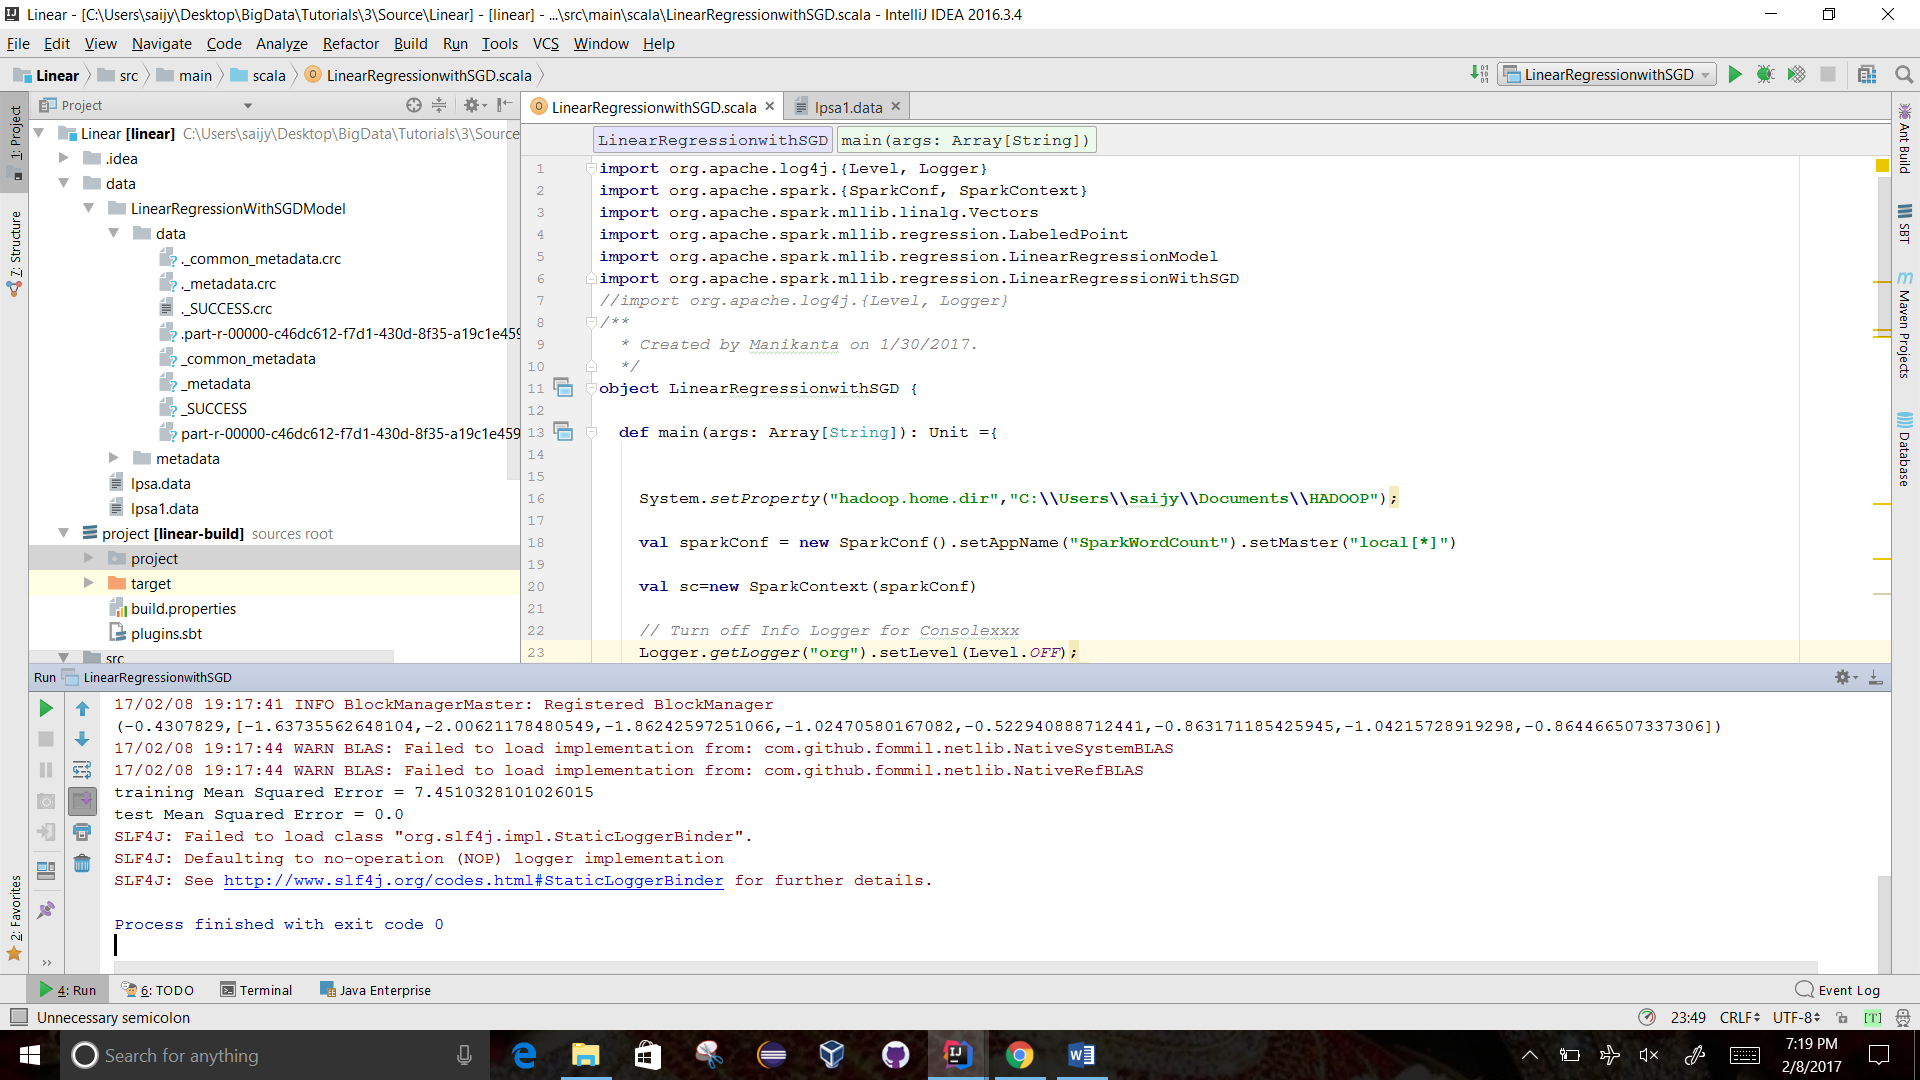 Linear - [C:\Users\saijy\Desktop\BigData\Tutorials\3\Source\Linear] - [linear] - ...\src\main\scala\LinearRegressionwithSGD.scala - IntelliJ IDEA 2016.3.4
File Edit View Navigate Code Analyze Refactor Build Run Tools VCS Window Help
Linear src main scala LinearRegressionwithSGD.scala
LinearRegressionwithSGD
Project
LinearRegressionwithSGD.scala lpsa1.data
1: Project
7: Structure
2: Favorites
Linear [linear] C:\Users\saijy\Desktop\BigData\Tutorials\3\Source
.idea
data
LinearRegressionWithSGDModel
data
._common_metadata.crc
._metadata.crc
._SUCCESS.crc
.part-r-00000-c46dc612-f7d1-430d-8f35-a19c1e459
_common_metadata
_metadata
_SUCCESS
part-r-00000-c46dc612-f7d1-430d-8f35-a19c1e459
metadata
lpsa.data
lpsa1.data
project [linear-build] sources root
project
target
build.properties
plugins.sbt
src
LinearRegressionwithSGD main(args: Array[String])
1 import org.apache.log4j.{Level, Logger}
2 import org.apache.spark.{SparkConf, SparkContext}
3 import org.apache.spark.mllib.linalg.Vectors
4 import org.apache.spark.mllib.regression.LabeledPoint
5 import org.apache.spark.mllib.regression.LinearRegressionModel
6 import org.apache.spark.mllib.regression.LinearRegressionWithSGD
7 //import org.apache.log4j.{Level, Logger}
8 /**
9 * Created by Manikanta on 1/30/2017.
10 */
11 object LinearRegressionwithSGD {
12
13 def main(args: Array[String]): Unit ={
14
15
16 System.setProperty("hadoop.home.dir","C:\\Users\\saijy\\Documents\\HADOOP");
17
18 val sparkConf = new SparkConf().setAppName("SparkWordCount").setMaster("local[*]")
19
20 val sc=new SparkContext(sparkConf)
21
22 // Turn off Info Logger for Consolexxx
23 Logger.getLogger("org").setLevel(Level.OFF);
Ant Build
SBT
Maven Projects
Database
Run LinearRegressionwithSGD
17/02/08 19:17:41 INFO BlockManagerMaster: Registered BlockManager
(-0.4307829,[-1.63735562648104,-2.00621178480549,-1.86242597251066,-1.02470580167082,-0.522940888712441,-0.863171185425945,-1.04215728919298,-0.864466507337306])
17/02/08 19:17:44 WARN BLAS: Failed to load implementation from: com.github.fommil.netlib.NativeSystemBLAS
17/02/08 19:17:44 WARN BLAS: Failed to load implementation from: com.github.fommil.netlib.NativeRefBLAS
training Mean Squared Error = 7.4510328101026015
test Mean Squared Error = 0.0
SLF4J: Failed to load class "org.slf4j.impl.StaticLoggerBinder".
SLF4J: Defaulting to no-operation (NOP) logger implementation
SLF4J: See http://www.slf4j.org/codes.html#StaticLoggerBinder for further details.
Process finished with exit code 0
4: Run 6: TODO Terminal Java Enterprise Event Log
Unnecessary semicolon 23:49 CRLF UTF-8 [T]
Search for anything
7:19 PM
2/8/2017